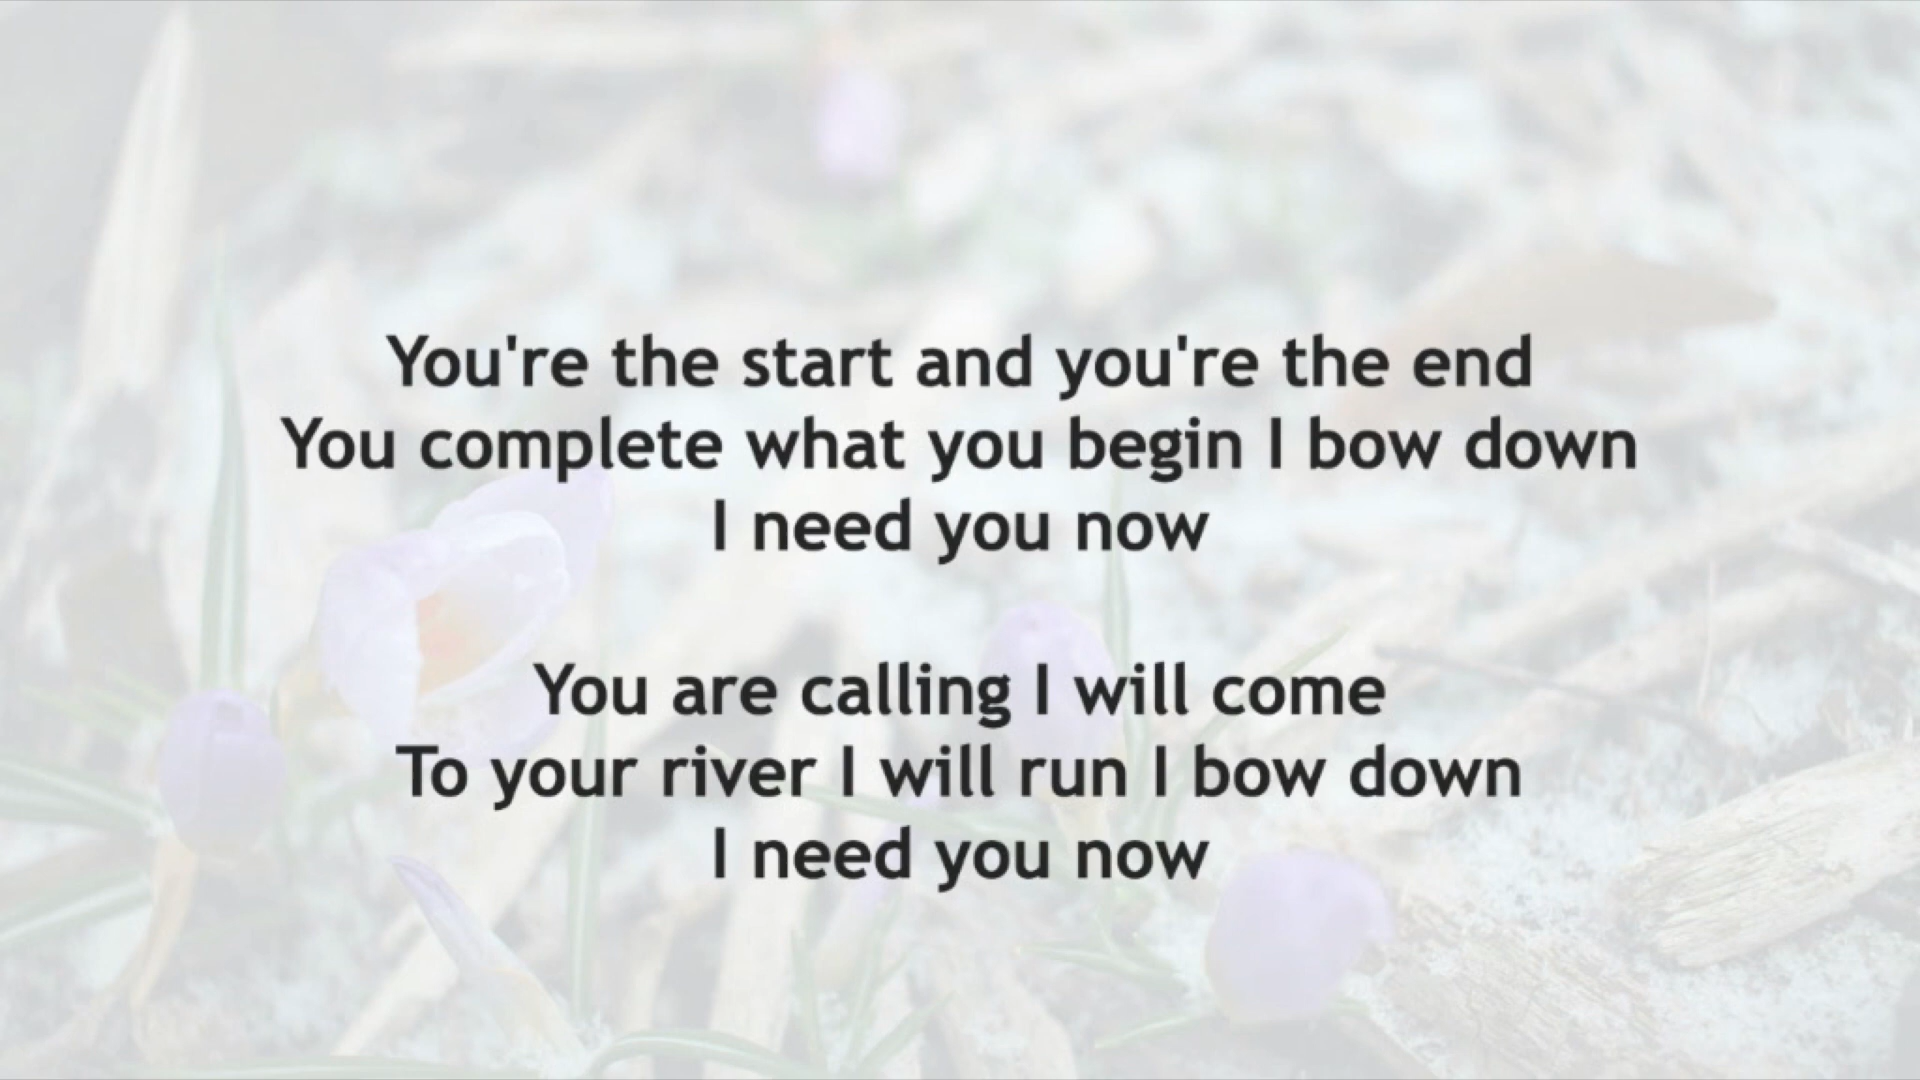 You're the start and you're the end
You complete what you begin I bow down
I need you now
You are calling I will come
To your river I will run I bow down
I need you now